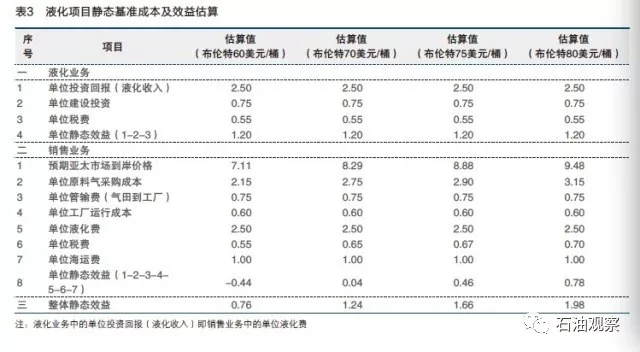 表3 液化项目静态基准成本及效益估算
序号 项目 估算值（布伦特60美元/桶） 估算值（布伦特70美元/桶） 估算值（布伦特75美元/桶） 估算值（布伦特80美元/桶）
一 液化业务
1 单位投资回报（液化收入） 2.50 2.50 2.50 2.50
2 单位建设投资 0.75 0.75 0.75 0.75
3 单位税费 0.55 0.55 0.55 0.55
4 单位静态效益（1-2-3） 1.20 1.20 1.20 1.20
二 销售业务
1 预期亚太市场到岸价格 7.11 8.29 8.88 9.48
2 单位原料气采购成本 2.15 2.75 2.90 3.15
3 单位管输费（气田到工厂） 0.75 0.75 0.75 0.75
4 单位工厂运行成本 0.60 0.60 0.60 0.60
5 单位液化费 2.50 2.50 2.50 2.50
6 单位税费 0.55 0.65 0.67 0.70
7 单位海运费 1.00 1.00 1.00 1.00
8 单位静态效益（1-2-3-4-5-6-7） -0.44 0.04 0.46 0.78
三 整体静态效益 0.76 1.24 1.66 1.98
注：液化业务中的单位投资回报（液化收入）即销售业务中的单位液化费
石油观察